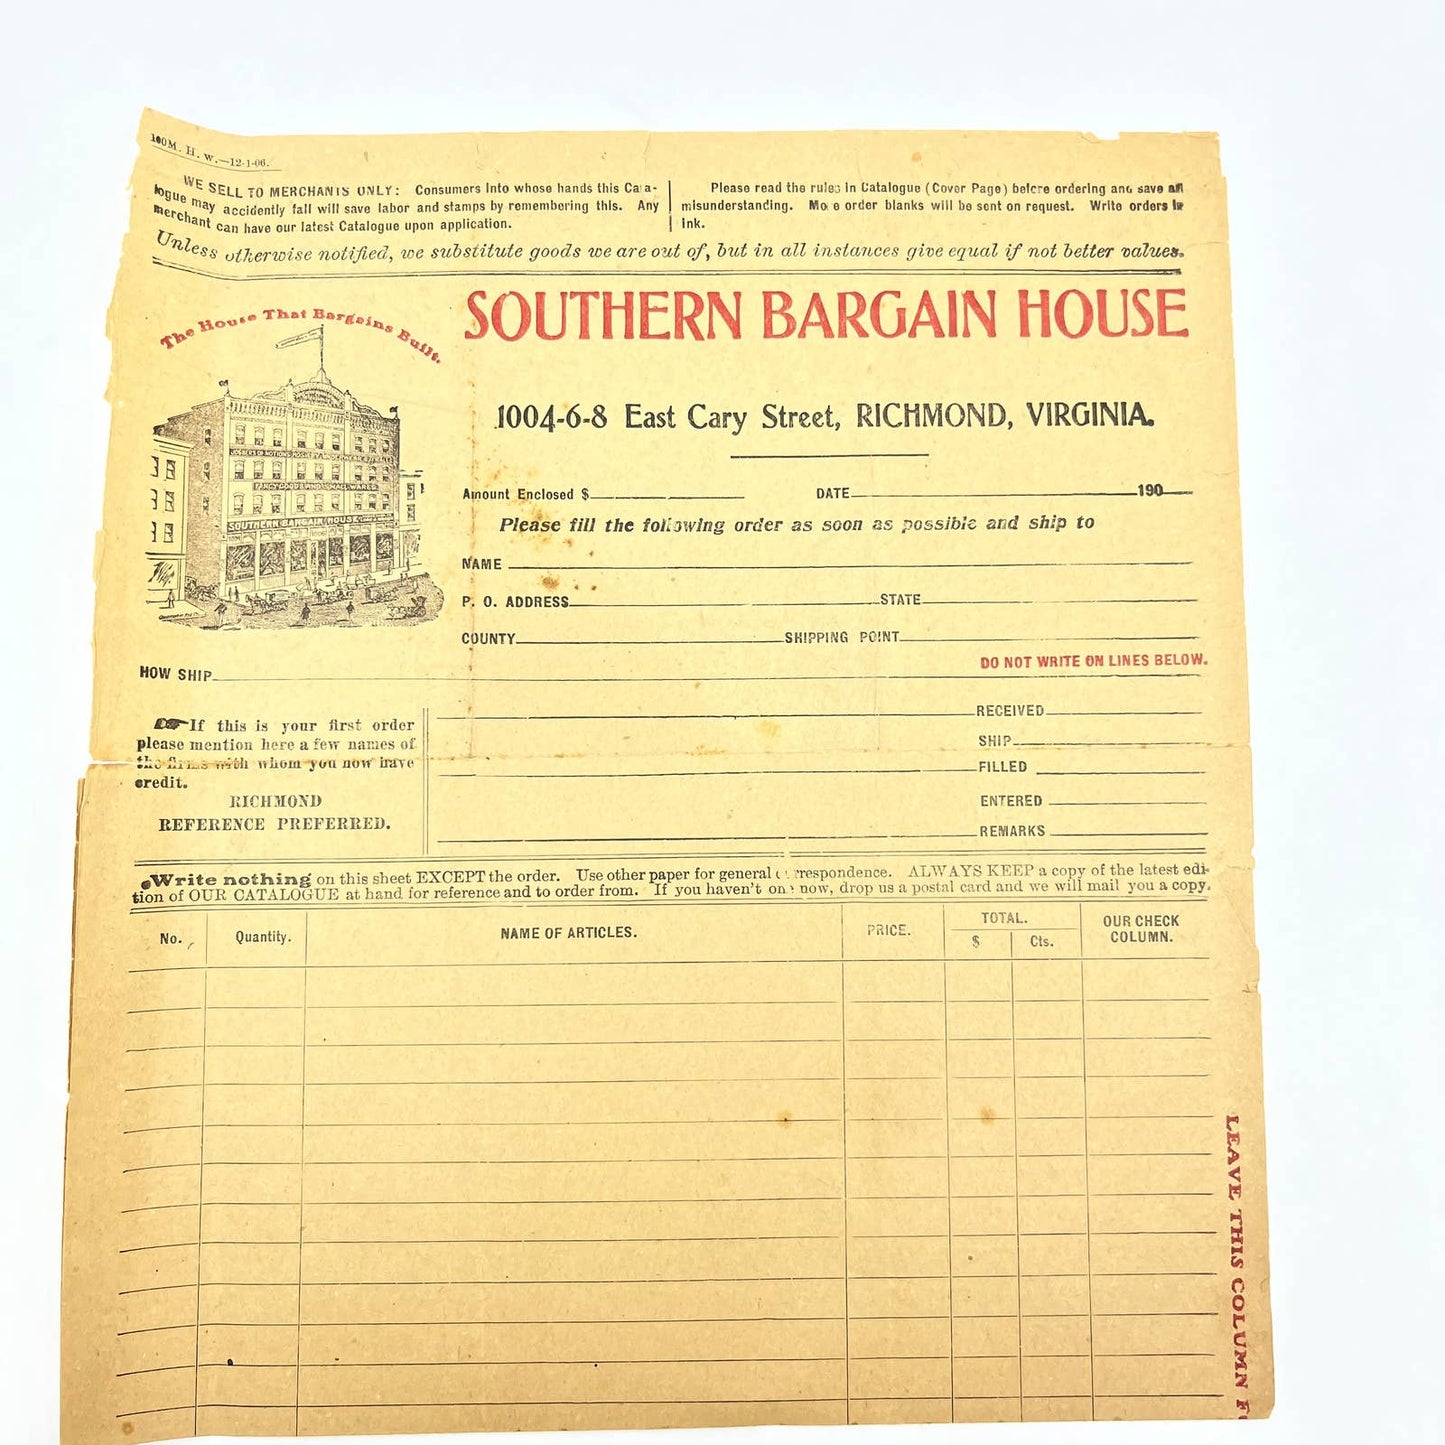 100M. H. W.—12-1-06.
WE SELL TO MERCHANTS ONLY: Consumers into whose hands this Cata-
logue may accidently fall will save labor and stamps by remembering this. Any
merchant can have our latest Catalogue upon application.
Please read the rules in Catalogue (Cover Page) before ordering and save all
misunderstanding. More order blanks will be sent on request. Write orders in
ink.
Unless otherwise notified, we substitute goods we are out of, but in all instances give equal if not better values.
The House That Bargains Built.
SOUTHERN BARGAIN HOUSE
1004-6-8 East Cary Street, RICHMOND, VIRGINIA.
SOUTHERN BARGAIN HOUSE
Amount Enclosed $ DATE 190
Please fill the following order as soon as possible and ship to
NAME
P. O. ADDRESS STATE
COUNTY SHIPPING POINT
DO NOT WRITE ON LINES BELOW.
HOW SHIP
If this is your first order
please mention here a few names of
the firms with whom you now have
credit.
RICHMOND
REFERENCE PREFERRED.
RECEIVED
SHIP
FILLED
ENTERED
REMARKS
Write nothing on this sheet EXCEPT the order. Use other paper for general correspondence. ALWAYS KEEP a copy of the latest edi-
tion of OUR CATALOGUE at hand for reference and to order from. If you haven't one now, drop us a postal card and we will mail you a copy.
No. Quantity. NAME OF ARTICLES. PRICE. TOTAL. $ Cts. OUR CHECK COLUMN.
LEAVE THIS COLUMN F